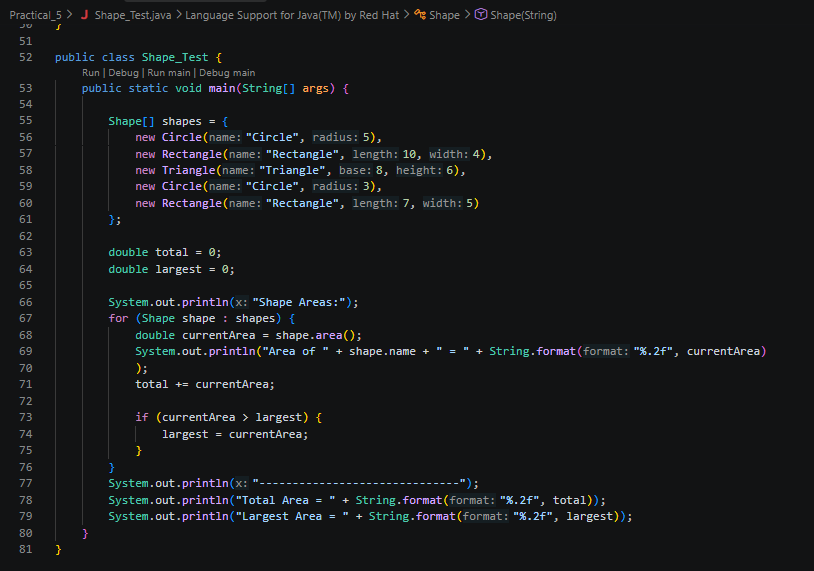 Practical_5 > J Shape_Test.java > Language Support for Java(TM) by Red Hat > Shape > Shape(String)
50 }
51
52 public class Shape_Test {
Run | Debug | Run main | Debug main
53 public static void main(String[] args) {
54
55 Shape[] shapes = {
56 new Circle(name: "Circle", radius: 5),
57 new Rectangle(name: "Rectangle", length: 10, width: 4),
58 new Triangle(name: "Triangle", base: 8, height: 6),
59 new Circle(name: "Circle", radius: 3),
60 new Rectangle(name: "Rectangle", length: 7, width: 5)
61 };
62
63 double total = 0;
64 double largest = 0;
65
66 System.out.println(x: "Shape Areas:");
67 for (Shape shape : shapes) {
68 double currentArea = shape.area();
69 System.out.println("Area of " + shape.name + " = " + String.format(format: "%.2f", currentArea)
70 );
71 total += currentArea;
72
73 if (currentArea > largest) {
74 largest = currentArea;
75 }
76 }
77 System.out.println(x: "------------------------------");
78 System.out.println("Total Area = " + String.format(format: "%.2f", total));
79 System.out.println("Largest Area = " + String.format(format: "%.2f", largest));
80 }
81 }